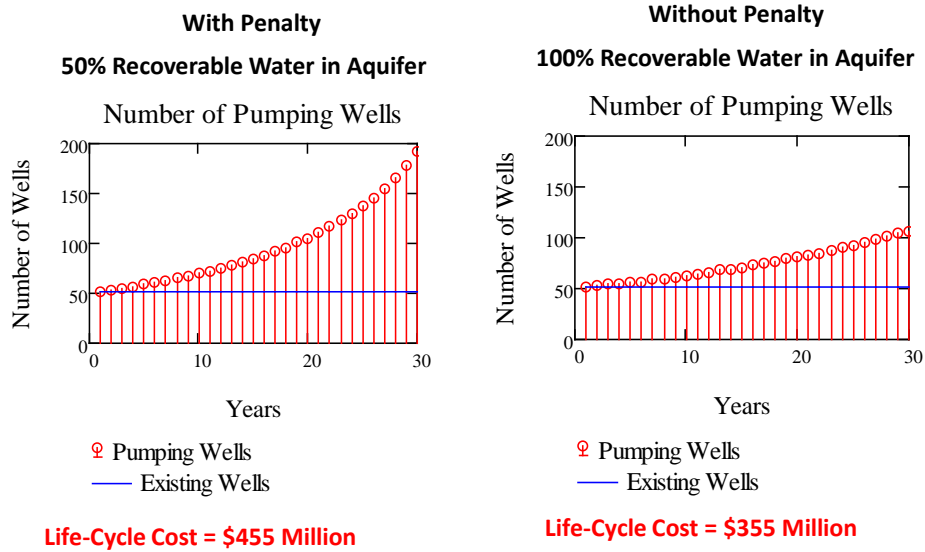 With Penalty
50% Recoverable Water in Aquifer
Number of Pumping Wells
Number of Wells
200
150
100
50
0
0 10 20 30
Years
Pumping Wells
Existing Wells
Life-Cycle Cost = $455 Million
Without Penalty
100% Recoverable Water in Aquifer
Number of Pumping Wells
Number of Wells
200
150
100
50
0
0 10 20 30
Years
Pumping Wells
Existing Wells
Life-Cycle Cost = $355 Million